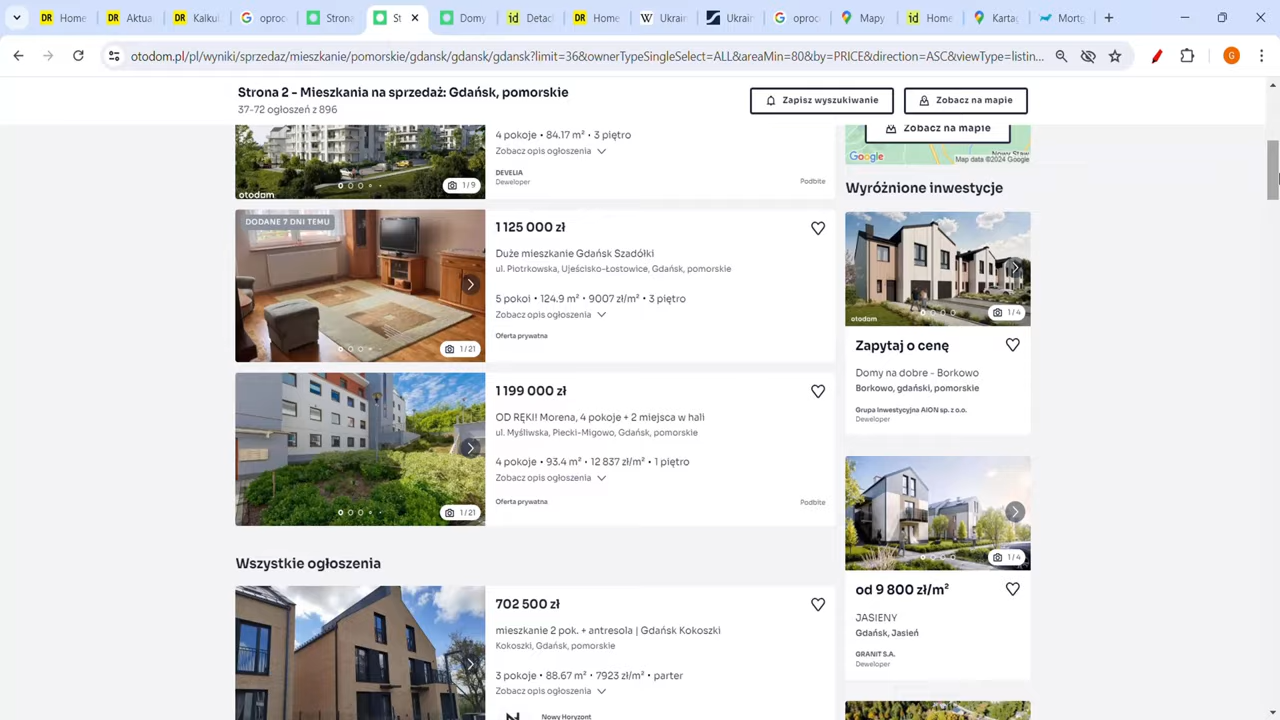 Home
Aktu
Kalku
oproc
Strona
St
Domy
Detac
Home
Ukrain
Ukrain
oproc
Mapy
Home
Kartag
Mortg
otodom.pl/pl/wyniki/sprzedaz/mieszkanie/pomorskie/gdansk/gdansk/gdansk?limit=36&ownerTypeSingleSelect=ALL&areaMin=80&by=PRICE&direction=ASC&viewType=listin...
G
Strona 2 - Mieszkania na sprzedaż: Gdańsk, pomorskie
37-72 ogłoszeń z 896
Zapisz wyszukiwanie
Zobacz na mapie
4 pokoje • 84.17 m² • 3 piętro
Zobacz opis ogłoszenia
DEVELIA
Deweloper
Podbite
otodom
1/9
DODANE 7 DNI TEMU
1 125 000 zł
Duże mieszkanie Gdańsk Szadółki
ul. Piotrkowska, Ujeścisko-Łostowice, Gdańsk, pomorskie
5 pokoi • 124.9 m² • 9007 zł/m² • 3 piętro
Zobacz opis ogłoszenia
Oferta prywatna
1/21
1 199 000 zł
OD RĘKI! Morena, 4 pokoje + 2 miejsca w hali
ul. Myśliwska, Piecki-Migowo, Gdańsk, pomorskie
4 pokoje • 93.4 m² • 12 837 zł/m² • 1 piętro
Zobacz opis ogłoszenia
Oferta prywatna
Podbite
1/21
Wszystkie ogłoszenia
702 500 zł
mieszkanie 2 pok. + antresola | Gdańsk Kokoszki
Kokoszki, Gdańsk, pomorskie
3 pokoje • 88.67 m² • 7923 zł/m² • parter
Zobacz opis ogłoszenia
Nowy Horyzont
Zobacz na mapie
Nowy Staw
Google
Map data ©2024 Google
Wyróżnione inwestycje
otodom
1/4
Zapytaj o cenę
Domy na dobre - Borkowo
Borkowo, gdański, pomorskie
Grupa Inwestycyjna AION sp. z o.o.
Deweloper
1/4
od 9 800 zł/m²
JASIENY
Gdańsk, Jasień
GRANIT S.A.
Deweloper